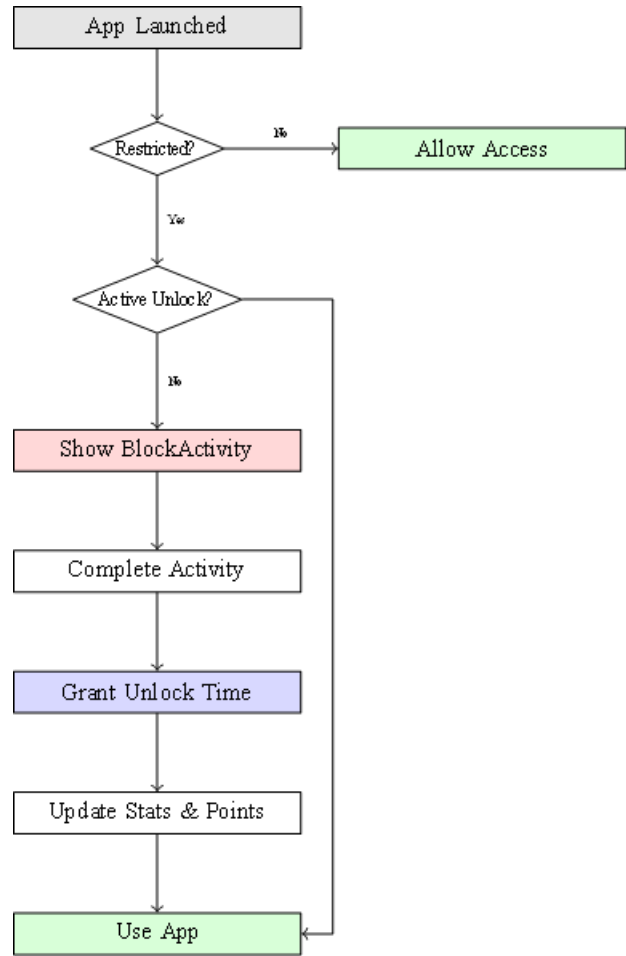 App Launched
Restricted?
No
Allow Access
Yes
Active Unlock?
No
Show BlockActivity
Complete Activity
Grant Unlock Time
Update Stats & Points
Use App